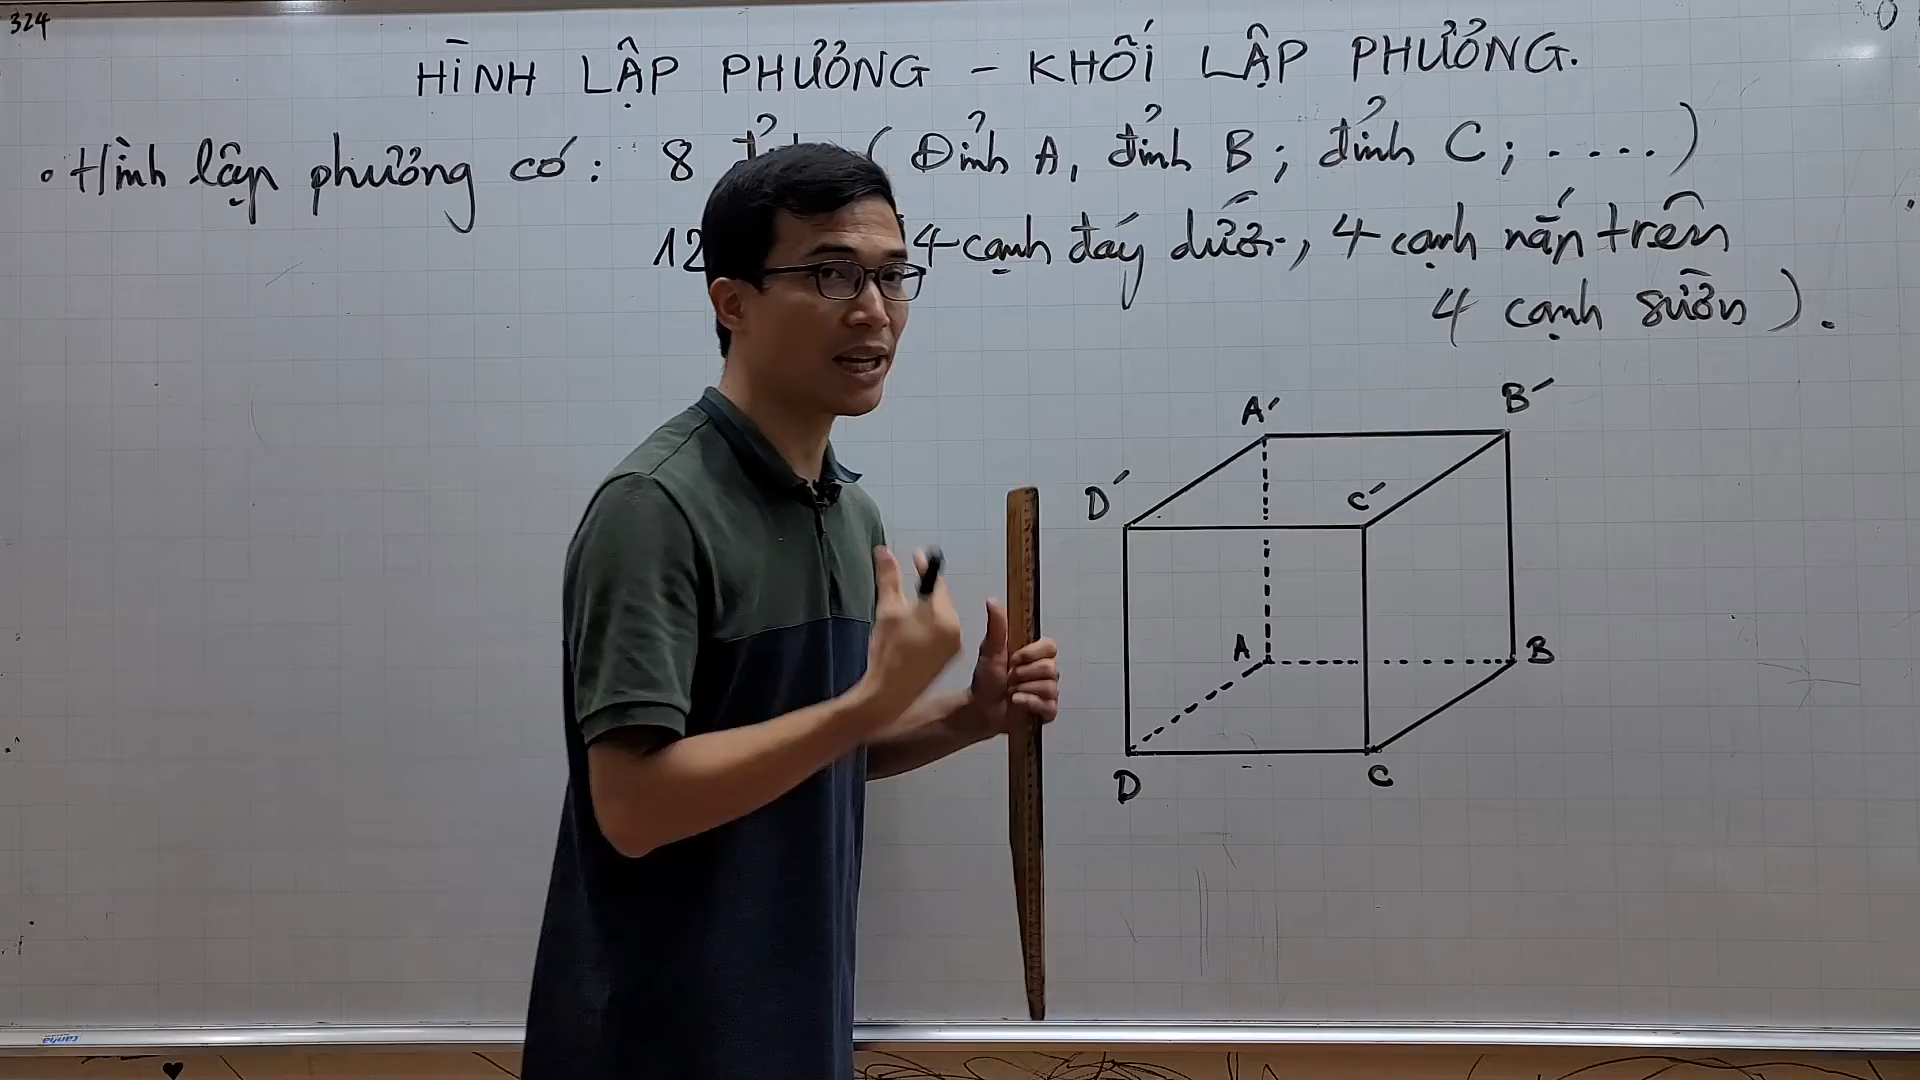 324
HÌNH LẬP PHƯƠNG - KHỐI LẬP PHƯƠNG.
• Hình lập phương có: 8 (Đỉnh A, đỉnh B; đỉnh C; ....)
12 4 cạnh đáy dưới, 4 cạnh nắp trên
4 cạnh sườn).
A' B'
D' C'
A B
D C